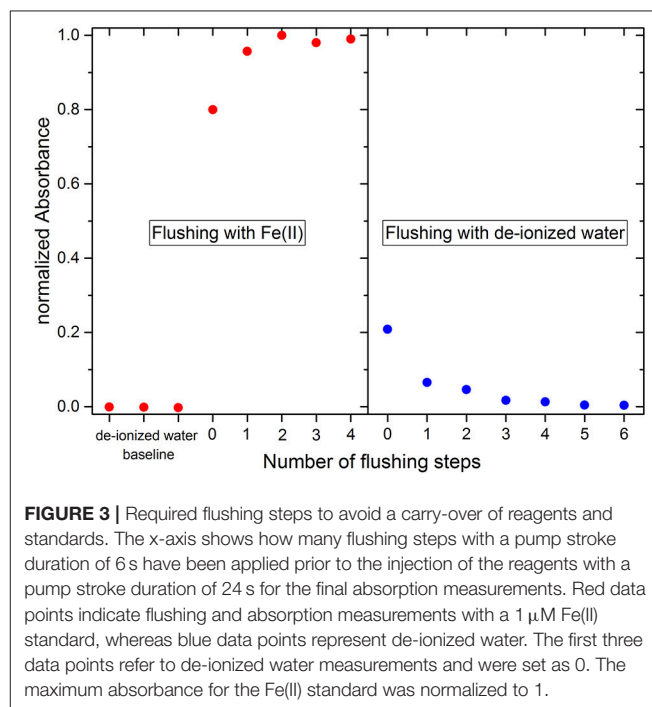 1.0
0.8
0.6
0.4
0.2
0.0
normalized Absorbance
Flushing with Fe(II)
Flushing with de-ionized water
de-ionized water
baseline
0 1 2 3 4
0 1 2 3 4 5 6
Number of flushing steps
FIGURE 3 | Required flushing steps to avoid a carry-over of reagents and
standards. The x-axis shows how many flushing steps with a pump stroke
duration of 6 s have been applied prior to the injection of the reagents with a
pump stroke duration of 24 s for the final absorption measurements. Red data
points indicate flushing and absorption measurements with a 1 μM Fe(II)
standard, whereas blue data points represent de-ionized water. The first three
data points refer to de-ionized water measurements and were set as 0. The
maximum absorbance for the Fe(II) standard was normalized to 1.